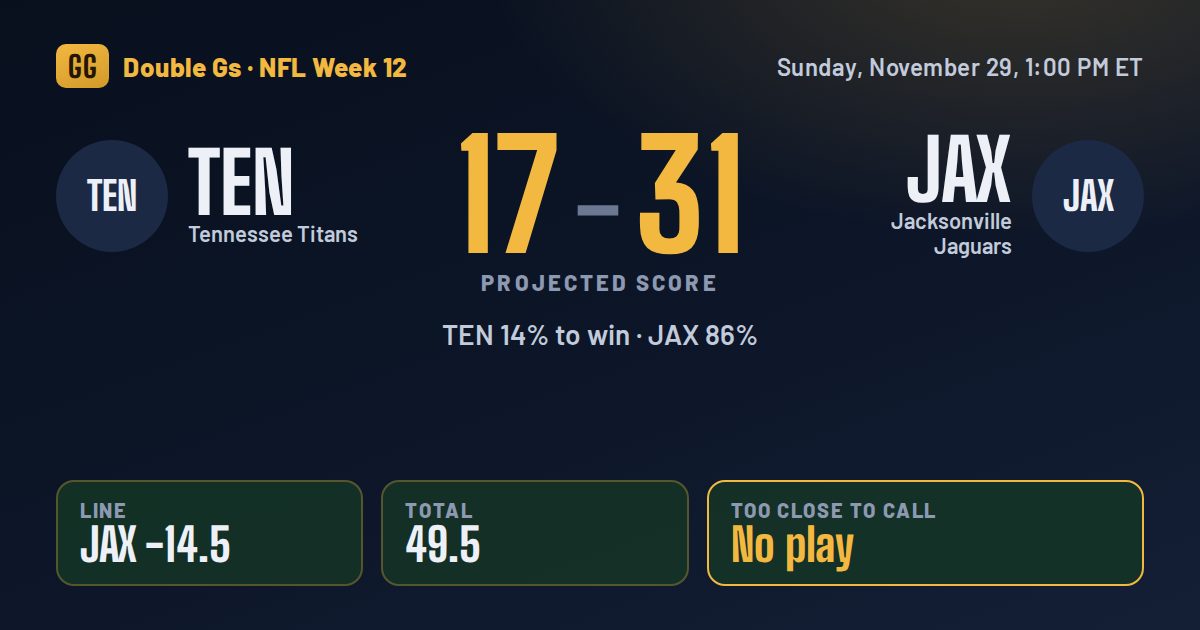 GG Double Gs · NFL Week 12
Sunday, November 29, 1:00 PM ET
TEN
TEN
Tennessee Titans
17 – 31
PROJECTED SCORE
TEN 14% to win · JAX 86%
JAX
Jacksonville
Jaguars
JAX
LINE
JAX −14.5
TOTAL
49.5
TOO CLOSE TO CALL
No play